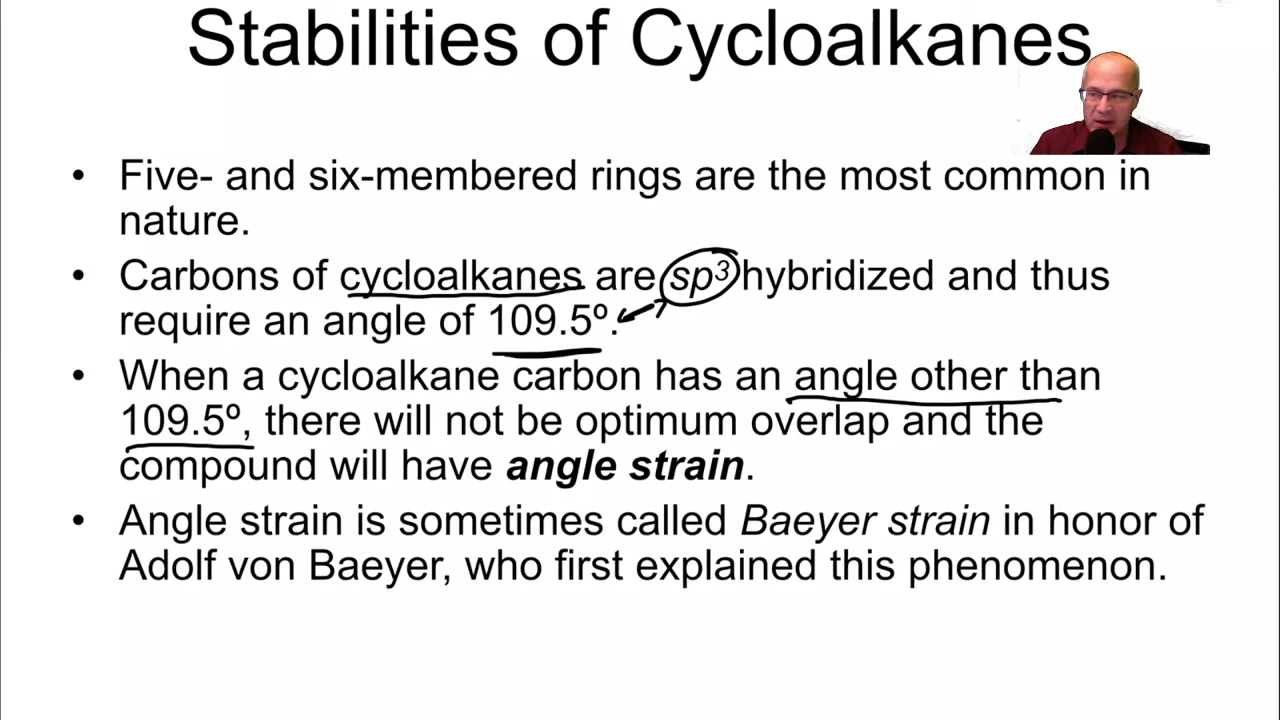 Stabilities of Cycloalkanes
• Five- and six-membered rings are the most common in
nature.
• Carbons of cycloalkanes are sp³ hybridized and thus
require an angle of 109.5º.
• When a cycloalkane carbon has an angle other than
109.5º, there will not be optimum overlap and the
compound will have angle strain.
• Angle strain is sometimes called Baeyer strain in honor of
Adolf von Baeyer, who first explained this phenomenon.